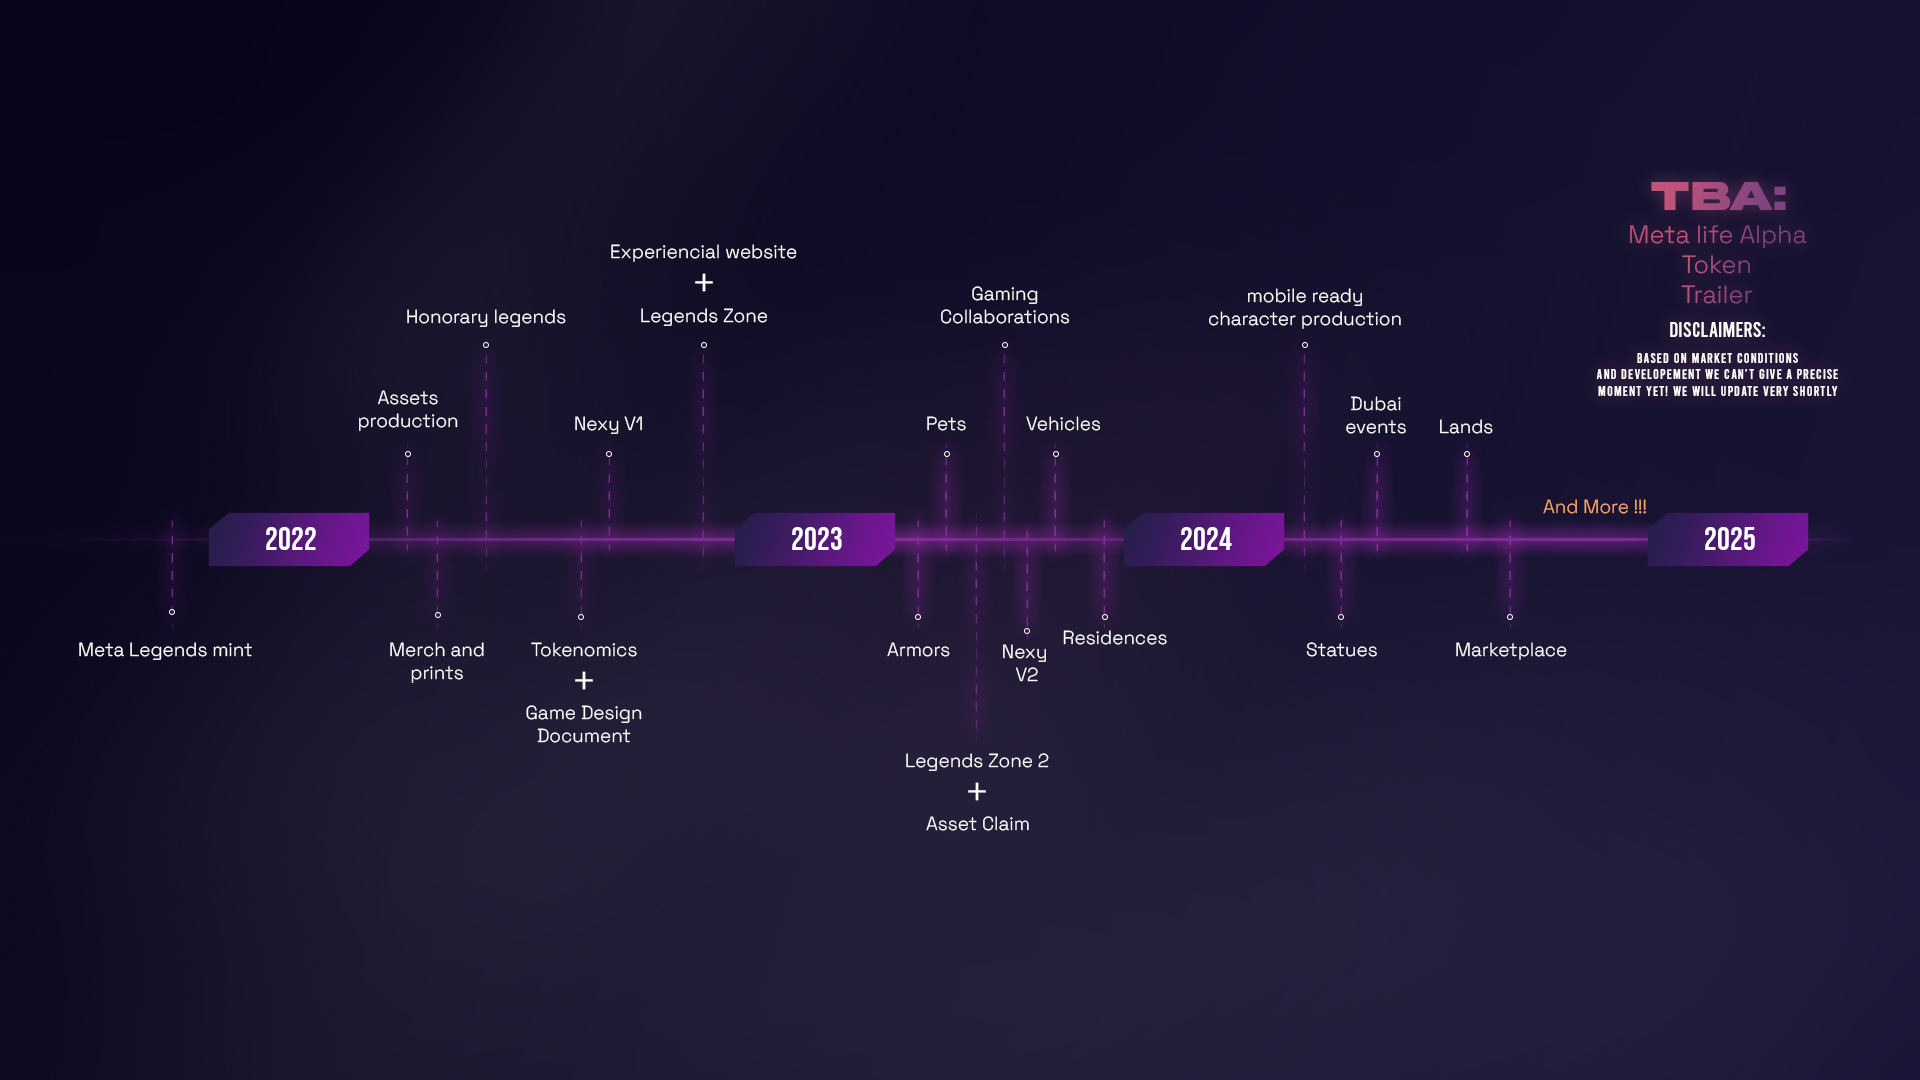 TBA:
Meta life Alpha
Token
Trailer
DISCLAIMERS:
BASED ON MARKET CONDITIONS
AND DEVELOPEMENT WE CAN'T GIVE A PRECISE
MOMENT YET! WE WILL UPDATE VERY SHORTLY
Experiencial website
+
Legends Zone
Honorary legends
Gaming
Collaborations
mobile ready
character production
Assets
production
Nexy V1
Pets
Vehicles
Dubai
events
Lands
And More !!!
2022
2023
2024
2025
Meta Legends mint
Merch and
prints
Tokenomics
+
Game Design
Document
Armors
Nexy
V2
Residences
Statues
Marketplace
Legends Zone 2
+
Asset Claim